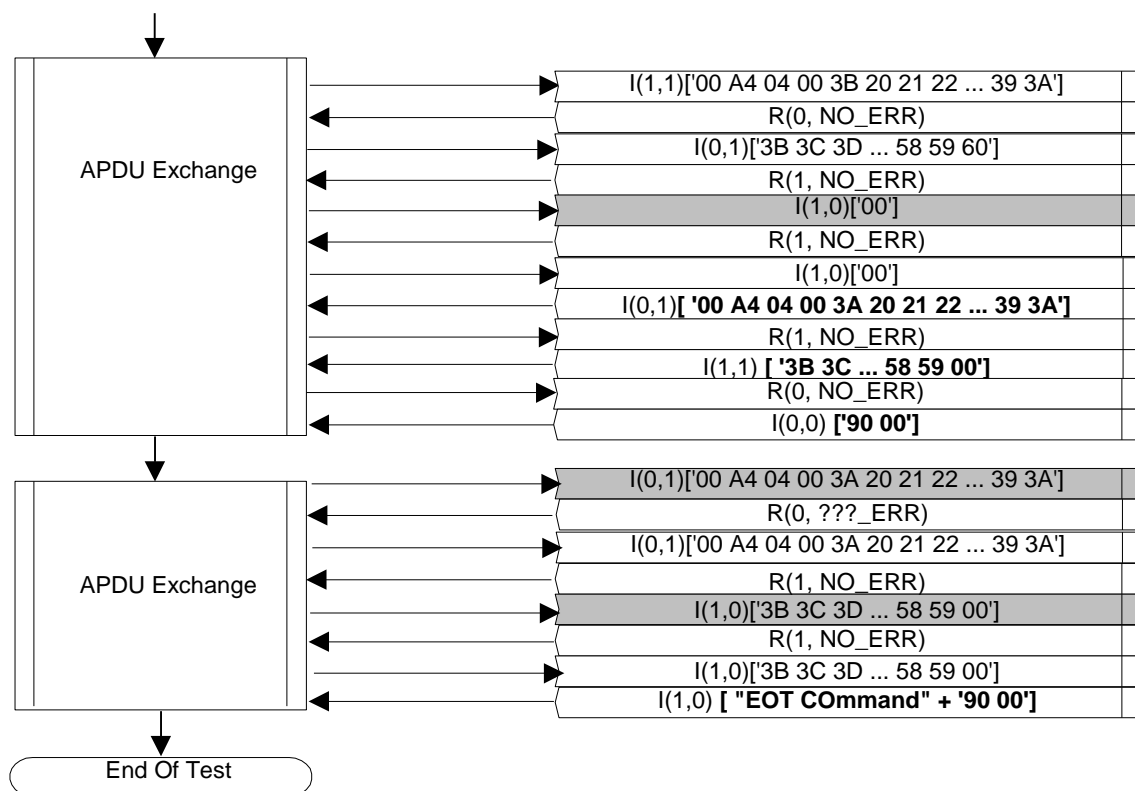 APDU Exchange
I(1,1)['00 A4 04 00 3B 20 21 22 ... 39 3A']
R(0, NO_ERR)
I(0,1)['3B 3C 3D ... 58 59 60']
R(1, NO_ERR)
I(1,0)['00']
R(1, NO_ERR)
I(1,0)['00']
I(0,1)[ '00 A4 04 00 3A 20 21 22 ... 39 3A']
R(1, NO_ERR)
I(1,1) [ '3B 3C ... 58 59 00']
R(0, NO_ERR)
I(0,0) ['90 00']
APDU Exchange
I(0,1)['00 A4 04 00 3A 20 21 22 ... 39 3A']
R(0, ???_ERR)
I(0,1)['00 A4 04 00 3A 20 21 22 ... 39 3A']
R(1, NO_ERR)
I(1,0)['3B 3C 3D ... 58 59 00']
R(1, NO_ERR)
I(1,0)['3B 3C 3D ... 58 59 00']
I(1,0) [ "EOT COmmand" + '90 00']
End Of Test